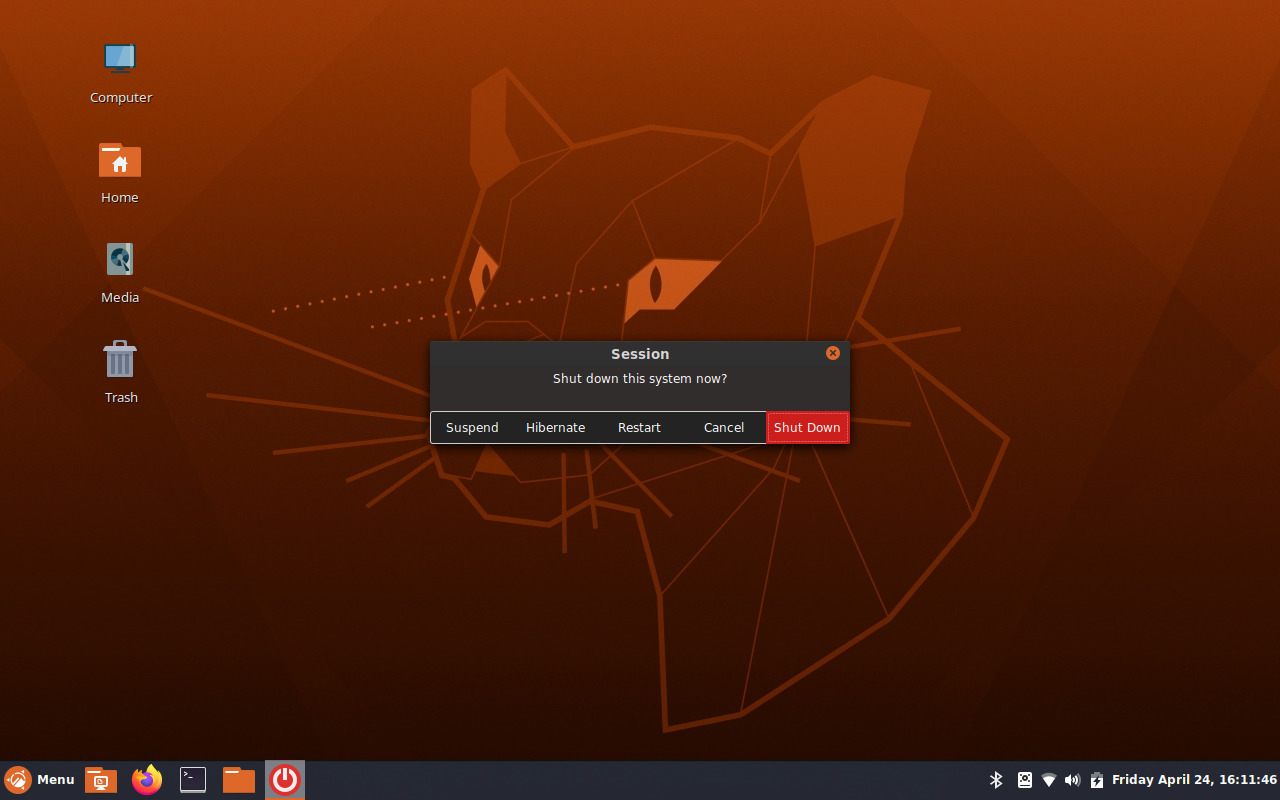 Computer
Home
Media
Trash
Session
Shut down this system now?
Suspend Hibernate Restart Cancel Shut Down
Menu
>_
Friday April 24, 16:11:46